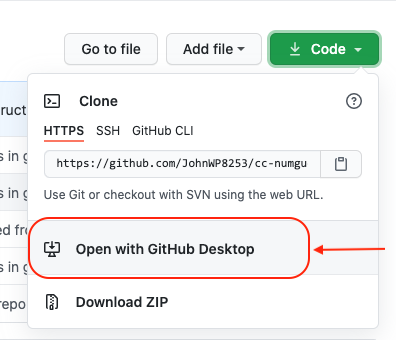 Go to file
Add file
Code
Clone
HTTPS SSH GitHub CLI
https://github.com/JohnWP8253/cc-numgu
Use Git or checkout with SVN using the web URL.
Open with GitHub Desktop
Download ZIP
ruct
s in g
s in g
ed fro
s in g
repo